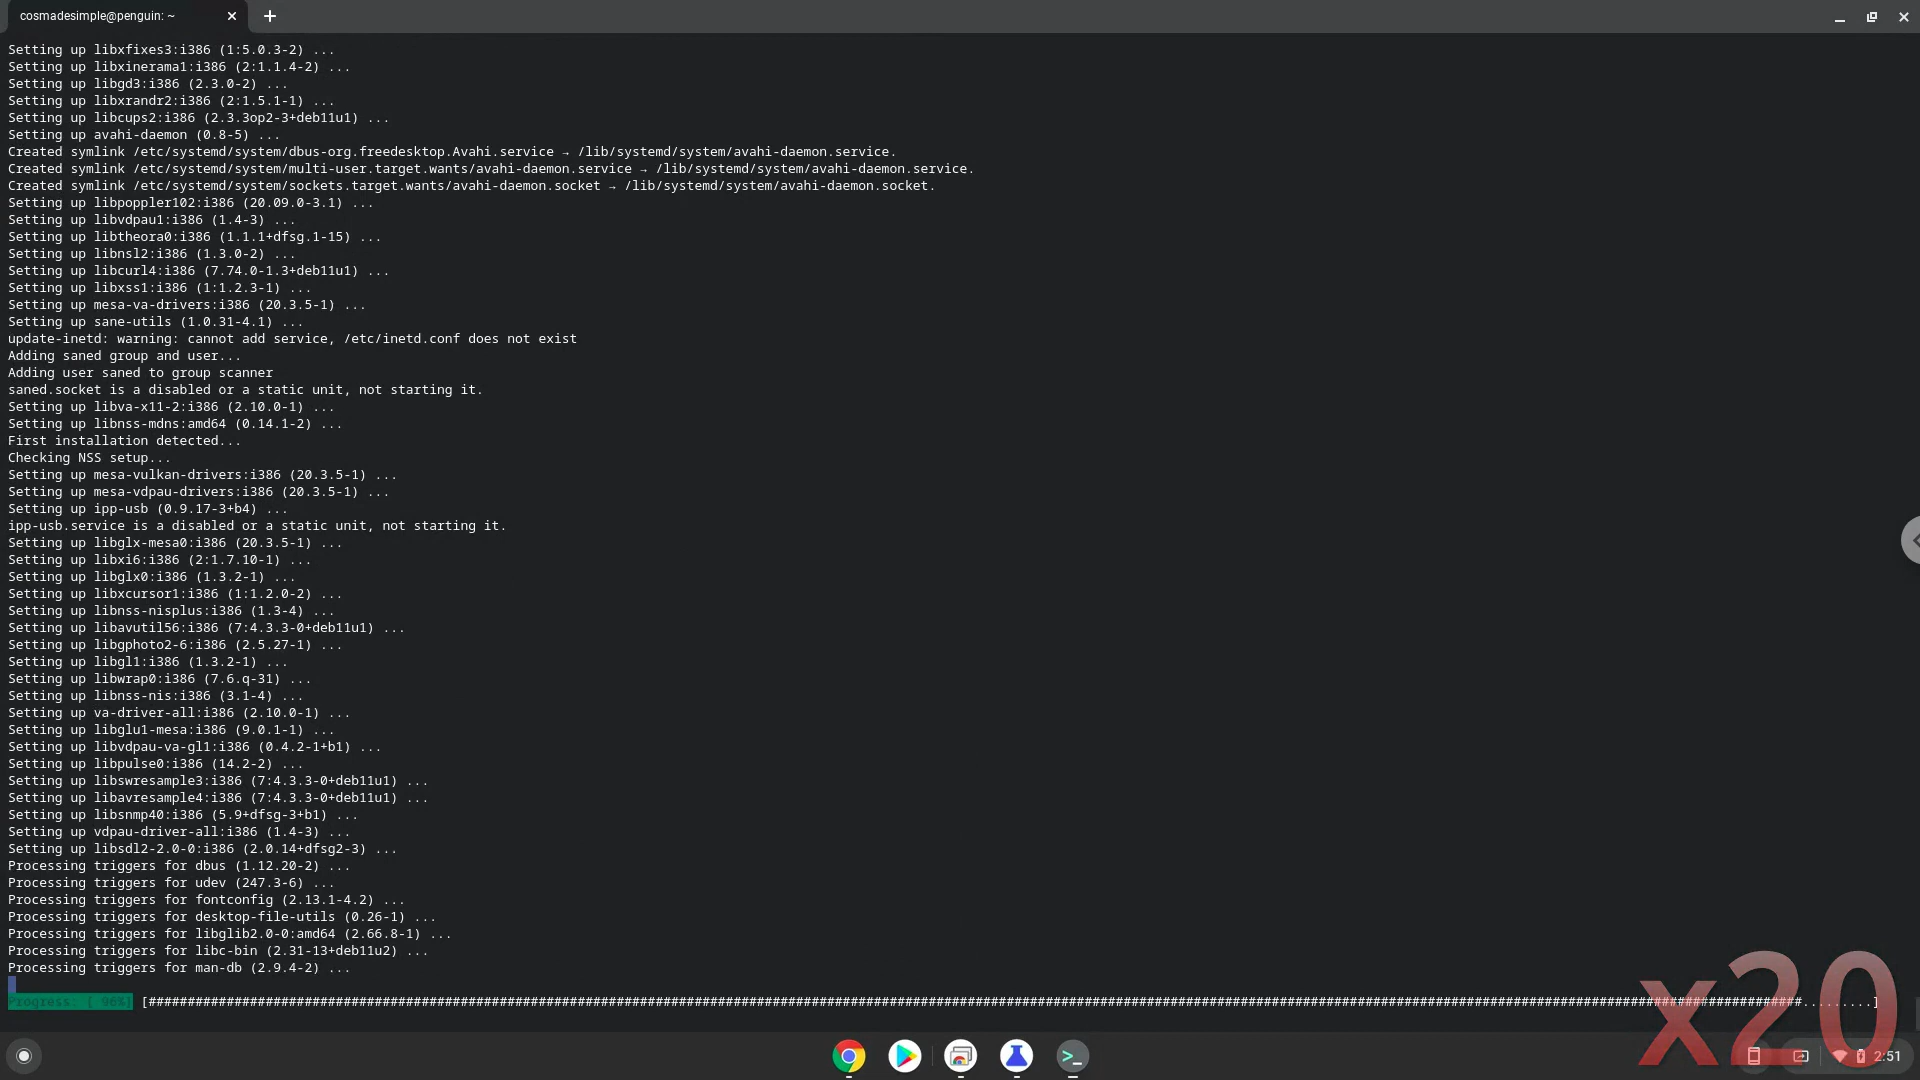 cosmadesimple@penguin: ~
Setting up libxfixes3:i386 (1:5.0.3-2) ...
Setting up libxinerama1:i386 (2:1.1.4-2) ...
Setting up libgd3:i386 (2.3.0-2) ...
Setting up libxrandr2:i386 (2:1.5.1-1) ...
Setting up libcups2:i386 (2.3.3op2-3+deb11u1) ...
Setting up avahi-daemon (0.8-5) ...
Created symlink /etc/systemd/system/dbus-org.freedesktop.Avahi.service → /lib/systemd/system/avahi-daemon.service.
Created symlink /etc/systemd/system/multi-user.target.wants/avahi-daemon.service → /lib/systemd/system/avahi-daemon.service.
Created symlink /etc/systemd/system/sockets.target.wants/avahi-daemon.socket → /lib/systemd/system/avahi-daemon.socket.
Setting up libpoppler102:i386 (20.09.0-3.1) ...
Setting up libvdpau1:i386 (1.4-3) ...
Setting up libtheora0:i386 (1.1.1+dfsg.1-15) ...
Setting up libnsl2:i386 (1.3.0-2) ...
Setting up libcurl4:i386 (7.74.0-1.3+deb11u1) ...
Setting up libxss1:i386 (1:1.2.3-1) ...
Setting up mesa-va-drivers:i386 (20.3.5-1) ...
Setting up sane-utils (1.0.31-4.1) ...
update-inetd: warning: cannot add service, /etc/inetd.conf does not exist
Adding saned group and user...
Adding user saned to group scanner
saned.socket is a disabled or a static unit, not starting it.
Setting up libva-x11-2:i386 (2.10.0-1) ...
Setting up libnss-mdns:amd64 (0.14.1-2) ...
First installation detected...
Checking NSS setup...
Setting up mesa-vulkan-drivers:i386 (20.3.5-1) ...
Setting up mesa-vdpau-drivers:i386 (20.3.5-1) ...
Setting up ipp-usb (0.9.17-3+b4) ...
ipp-usb.service is a disabled or a static unit, not starting it.
Setting up libglx-mesa0:i386 (20.3.5-1) ...
Setting up libxi6:i386 (2:1.7.10-1) ...
Setting up libglx0:i386 (1.3.2-1) ...
Setting up libxcursor1:i386 (1:1.2.0-2) ...
Setting up libnss-nisplus:i386 (1.3-4) ...
Setting up libavutil56:i386 (7:4.3.3-0+deb11u1) ...
Setting up libgphoto2-6:i386 (2.5.27-1) ...
Setting up libgl1:i386 (1.3.2-1) ...
Setting up libwrap0:i386 (7.6.q-31) ...
Setting up libnss-nis:i386 (3.1-4) ...
Setting up va-driver-all:i386 (2.10.0-1) ...
Setting up libglu1-mesa:i386 (9.0.1-1) ...
Setting up libvdpau-va-gl1:i386 (0.4.2-1+b1) ...
Setting up libpulse0:i386 (14.2-2) ...
Setting up libswresample3:i386 (7:4.3.3-0+deb11u1) ...
Setting up libavresample4:i386 (7:4.3.3-0+deb11u1) ...
Setting up libsnmp40:i386 (5.9+dfsg-3+b1) ...
Setting up vdpau-driver-all:i386 (1.4-3) ...
Setting up libsdl2-2.0-0:i386 (2.0.14+dfsg2-3) ...
Processing triggers for dbus (1.12.20-2) ...
Processing triggers for udev (247.3-6) ...
Processing triggers for fontconfig (2.13.1-4.2) ...
Processing triggers for desktop-file-utils (0.26-1) ...
Processing triggers for libglib2.0-0:amd64 (2.66.8-1) ...
Processing triggers for libc-bin (2.31-13+deb11u2) ...
Processing triggers for man-db (2.9.4-2) ...
Progress: [ 96%]
x20
2:51